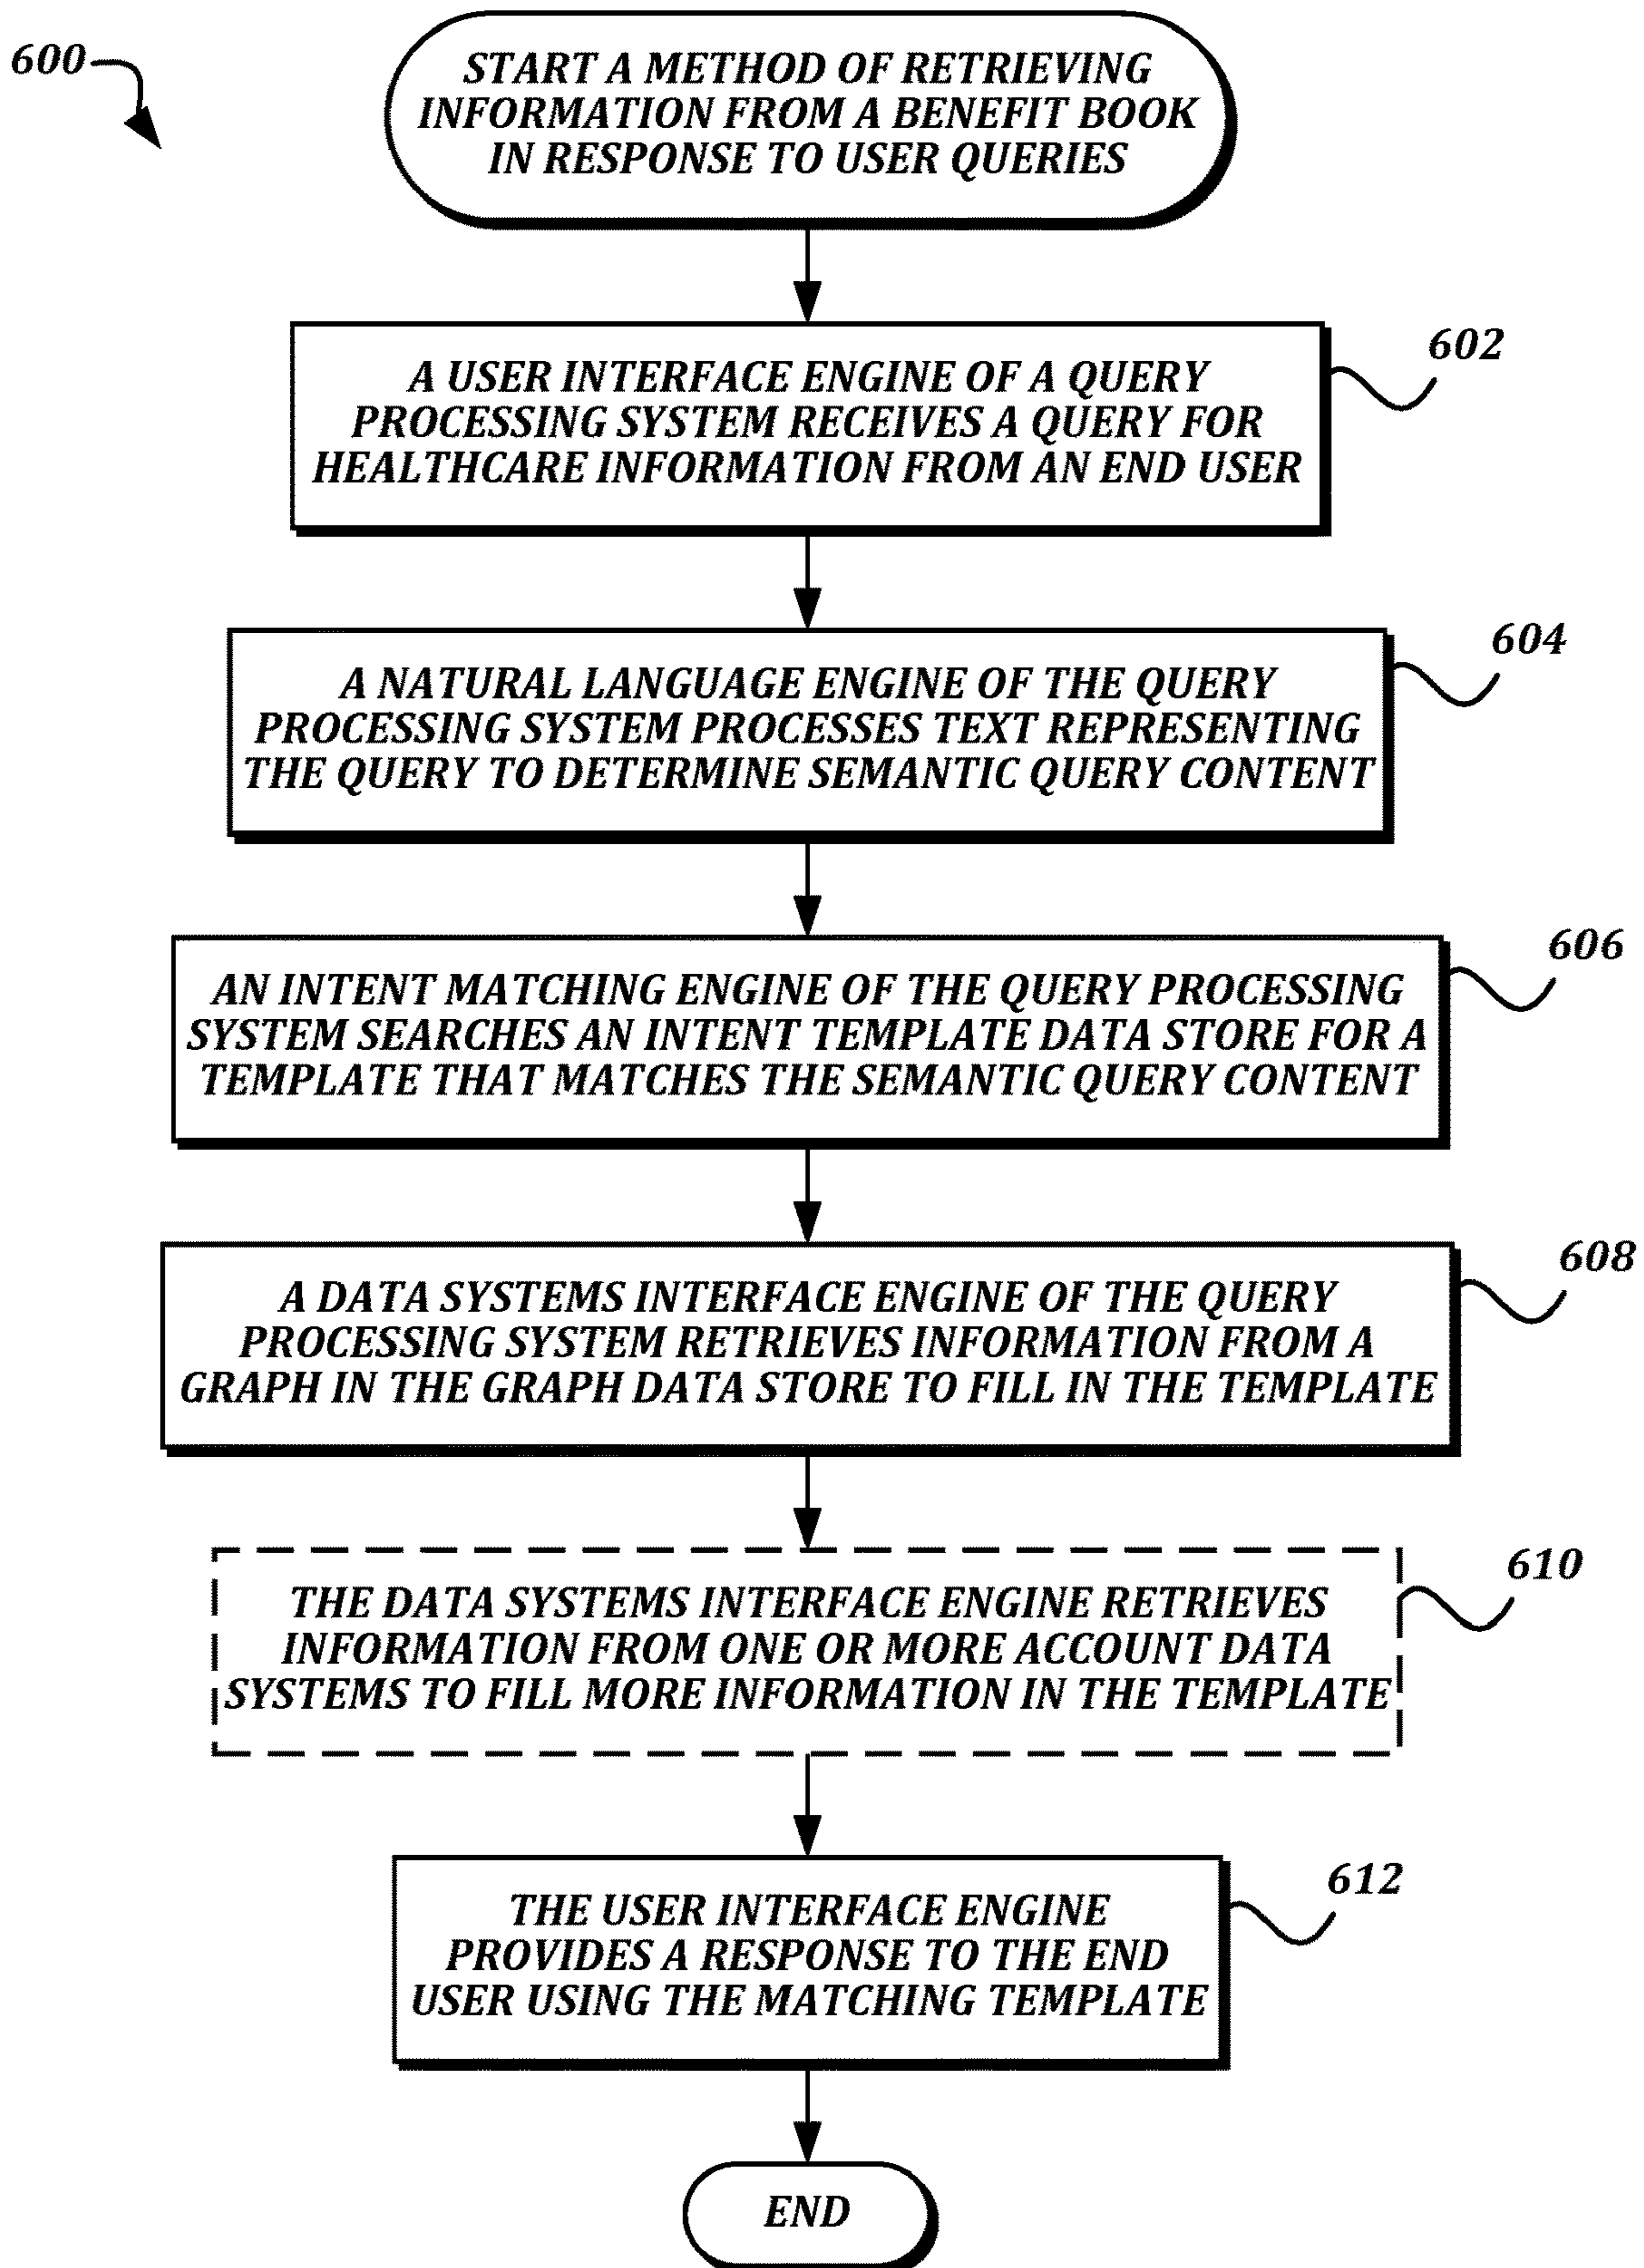 600
START A METHOD OF RETRIEVING
INFORMATION FROM A BENEFIT BOOK
IN RESPONSE TO USER QUERIES
602
A USER INTERFACE ENGINE OF A QUERY
PROCESSING SYSTEM RECEIVES A QUERY FOR
HEALTHCARE INFORMATION FROM AN END USER
604
A NATURAL LANGUAGE ENGINE OF THE QUERY
PROCESSING SYSTEM PROCESSES TEXT REPRESENTING
THE QUERY TO DETERMINE SEMANTIC QUERY CONTENT
606
AN INTENT MATCHING ENGINE OF THE QUERY PROCESSING
SYSTEM SEARCHES AN INTENT TEMPLATE DATA STORE FOR A
TEMPLATE THAT MATCHES THE SEMANTIC QUERY CONTENT
608
A DATA SYSTEMS INTERFACE ENGINE OF THE QUERY
PROCESSING SYSTEM RETRIEVES INFORMATION FROM A
GRAPH IN THE GRAPH DATA STORE TO FILL IN THE TEMPLATE
610
THE DATA SYSTEMS INTERFACE ENGINE RETRIEVES
INFORMATION FROM ONE OR MORE ACCOUNT DATA
SYSTEMS TO FILL MORE INFORMATION IN THE TEMPLATE
612
THE USER INTERFACE ENGINE
PROVIDES A RESPONSE TO THE END
USER USING THE MATCHING TEMPLATE
END